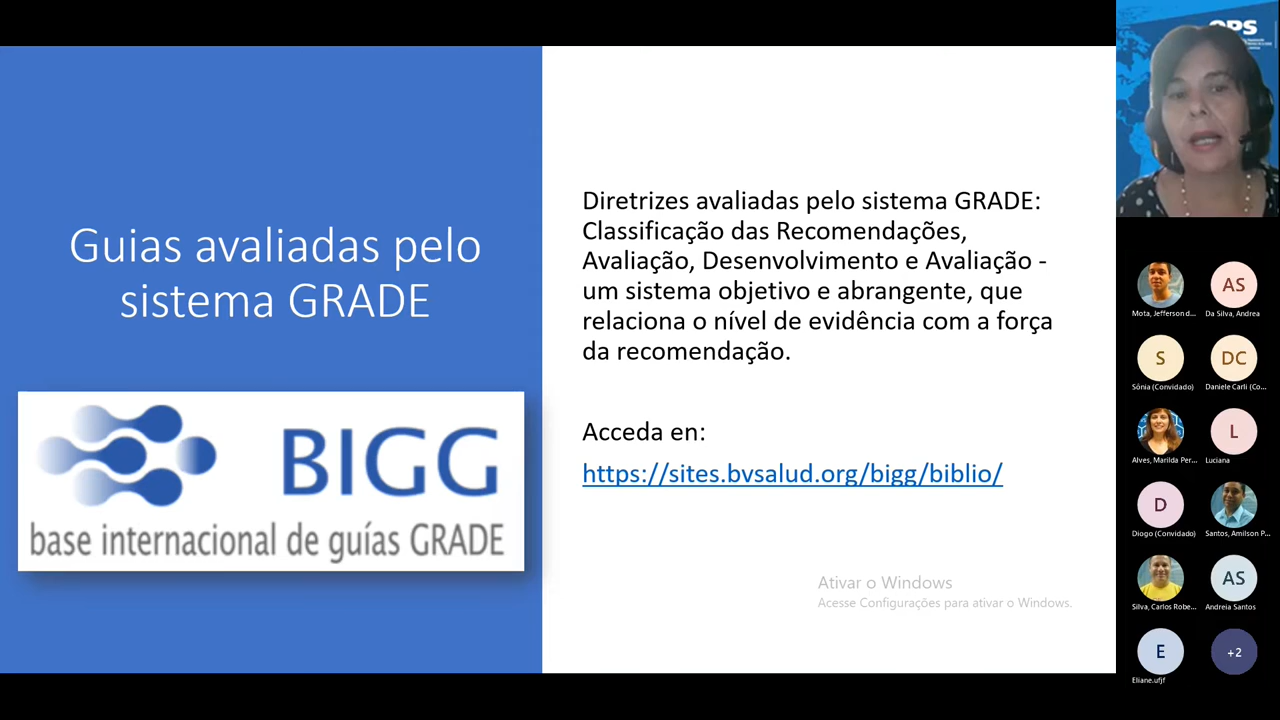 Guias avaliadas pelo
sistema GRADE
BIGG
base internacional de guías GRADE
Diretrizes avaliadas pelo sistema GRADE:
Classificação das Recomendações,
Avaliação, Desenvolvimento e Avaliação -
um sistema objetivo e abrangente, que
relaciona o nível de evidência com a força
da recomendação.
Acceda en:
https://sites.bvsalud.org/bigg/biblio/
Ativar o Windows
Acesse Configurações para ativar o Windows.
OPS
Mota, Jefferson d...
AS
Da Silva, Andrea
S
Sônia (Convidado)
DC
Daniele Carli (Co...
Alves, Marilda Per...
L
Luciana
D
Diogo (Convidado)
Santos, Amilson P...
Silva, Carlos Robe...
AS
Andreia Santos
E
Eliane.ufjf
+2